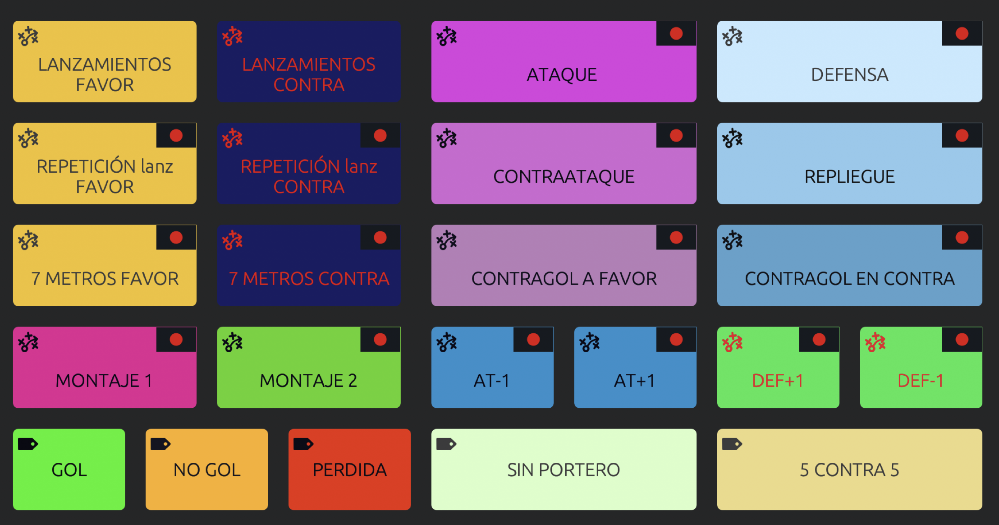 LANZAMIENTOS
FAVOR
LANZAMIENTOS
CONTRA
ATAQUE
DEFENSA
REPETICIÓN lanz
FAVOR
REPETICIÓN lanz
CONTRA
CONTRAATAQUE
REPLIEGUE
7 METROS FAVOR
7 METROS CONTRA
CONTRAGOL A FAVOR
CONTRAGOL EN CONTRA
MONTAJE 1
MONTAJE 2
AT-1
AT+1
DEF+1
DEF-1
GOL
NO GOL
PERDIDA
SIN PORTERO
5 CONTRA 5